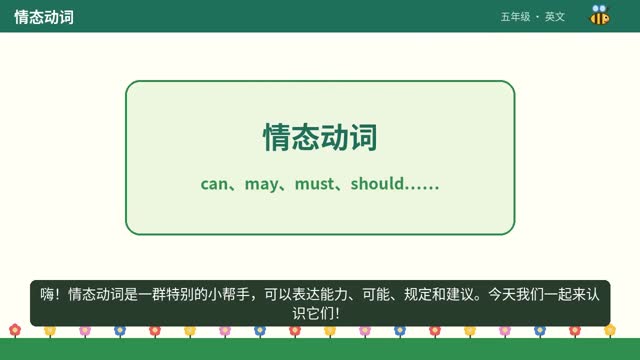 情态动词
五年级 · 英文
情态动词
can、may、must、should……
嗨！情态动词是一群特别的小帮手，可以表达能力、可能、规定和建议。今天我们一起来认
识它们！